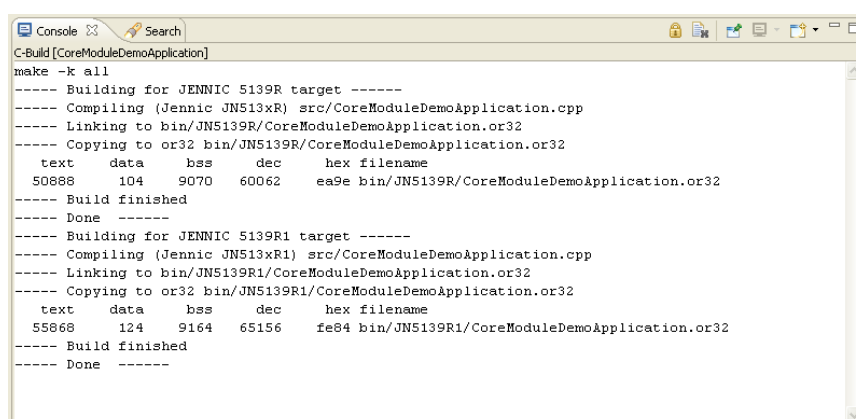 Console Search
C-Build [CoreModuleDemoApplication]
make -k all
----- Building for JENNIC 5139R target ------
----- Compiling (Jennic JN513xR) src/CoreModuleDemoApplication.cpp
----- Linking to bin/JN5139R/CoreModuleDemoApplication.or32
----- Copying to or32 bin/JN5139R/CoreModuleDemoApplication.or32
text data bss dec hex filename
50888 104 9070 60062 ea9e bin/JN5139R/CoreModuleDemoApplication.or32
----- Build finished
----- Done ------
----- Building for JENNIC 5139R1 target ------
----- Compiling (Jennic JN513xR1) src/CoreModuleDemoApplication.cpp
----- Linking to bin/JN5139R1/CoreModuleDemoApplication.or32
----- Copying to or32 bin/JN5139R1/CoreModuleDemoApplication.or32
text data bss dec hex filename
55868 124 9164 65156 fe84 bin/JN5139R1/CoreModuleDemoApplication.or32
----- Build finished
----- Done ------